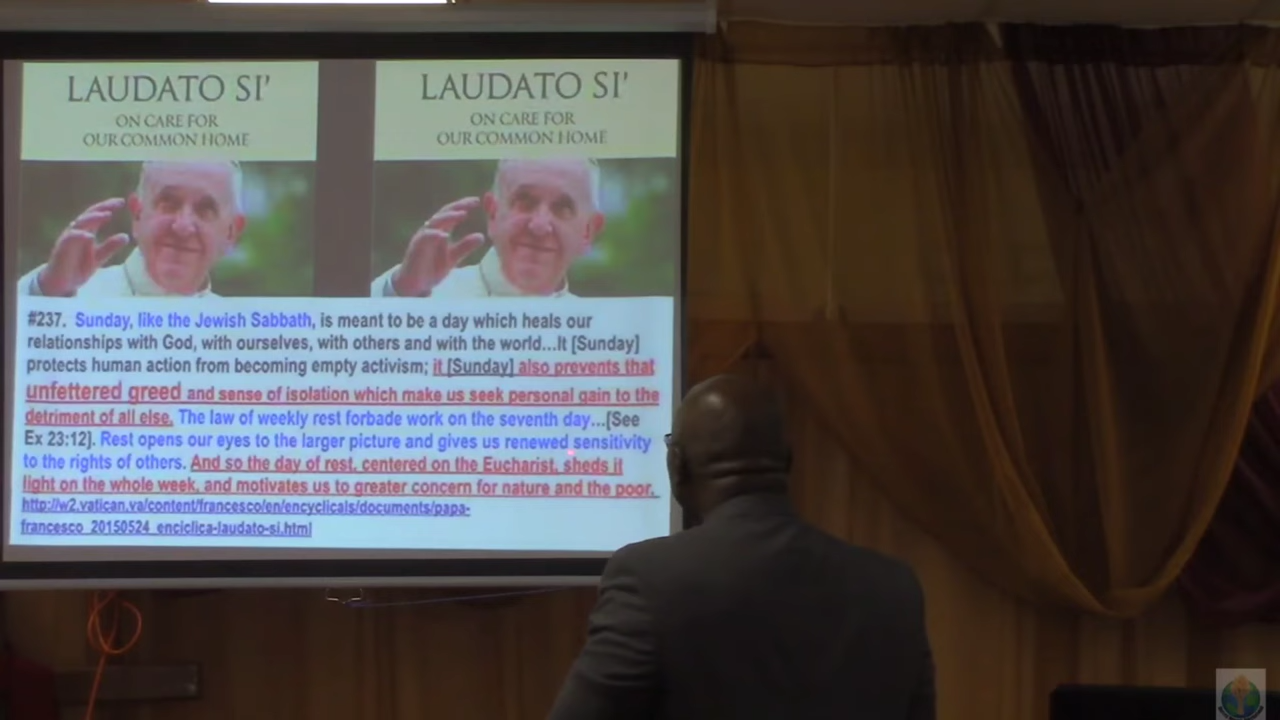 LAUDATO SI'
ON CARE FOR
OUR COMMON HOME
LAUDATO SI'
ON CARE FOR
OUR COMMON HOME
#237. Sunday, like the Jewish Sabbath, is meant to be a day which heals our
relationships with God, with ourselves, with others and with the world...It [Sunday]
protects human action from becoming empty activism; it [Sunday] also prevents that
unfettered greed and sense of isolation which make us seek personal gain to the
detriment of all else. The law of weekly rest forbade work on the seventh day...[See
Ex 23:12]. Rest opens our eyes to the larger picture and gives us renewed sensitivity
to the rights of others. And so the day of rest, centered on the Eucharist, sheds it
light on the whole week, and motivates us to greater concern for nature and the poor.
http://w2.vatican.va/content/francesco/en/encyclicals/documents/papa-
francesco_20150524_enciclica-laudato-si.html